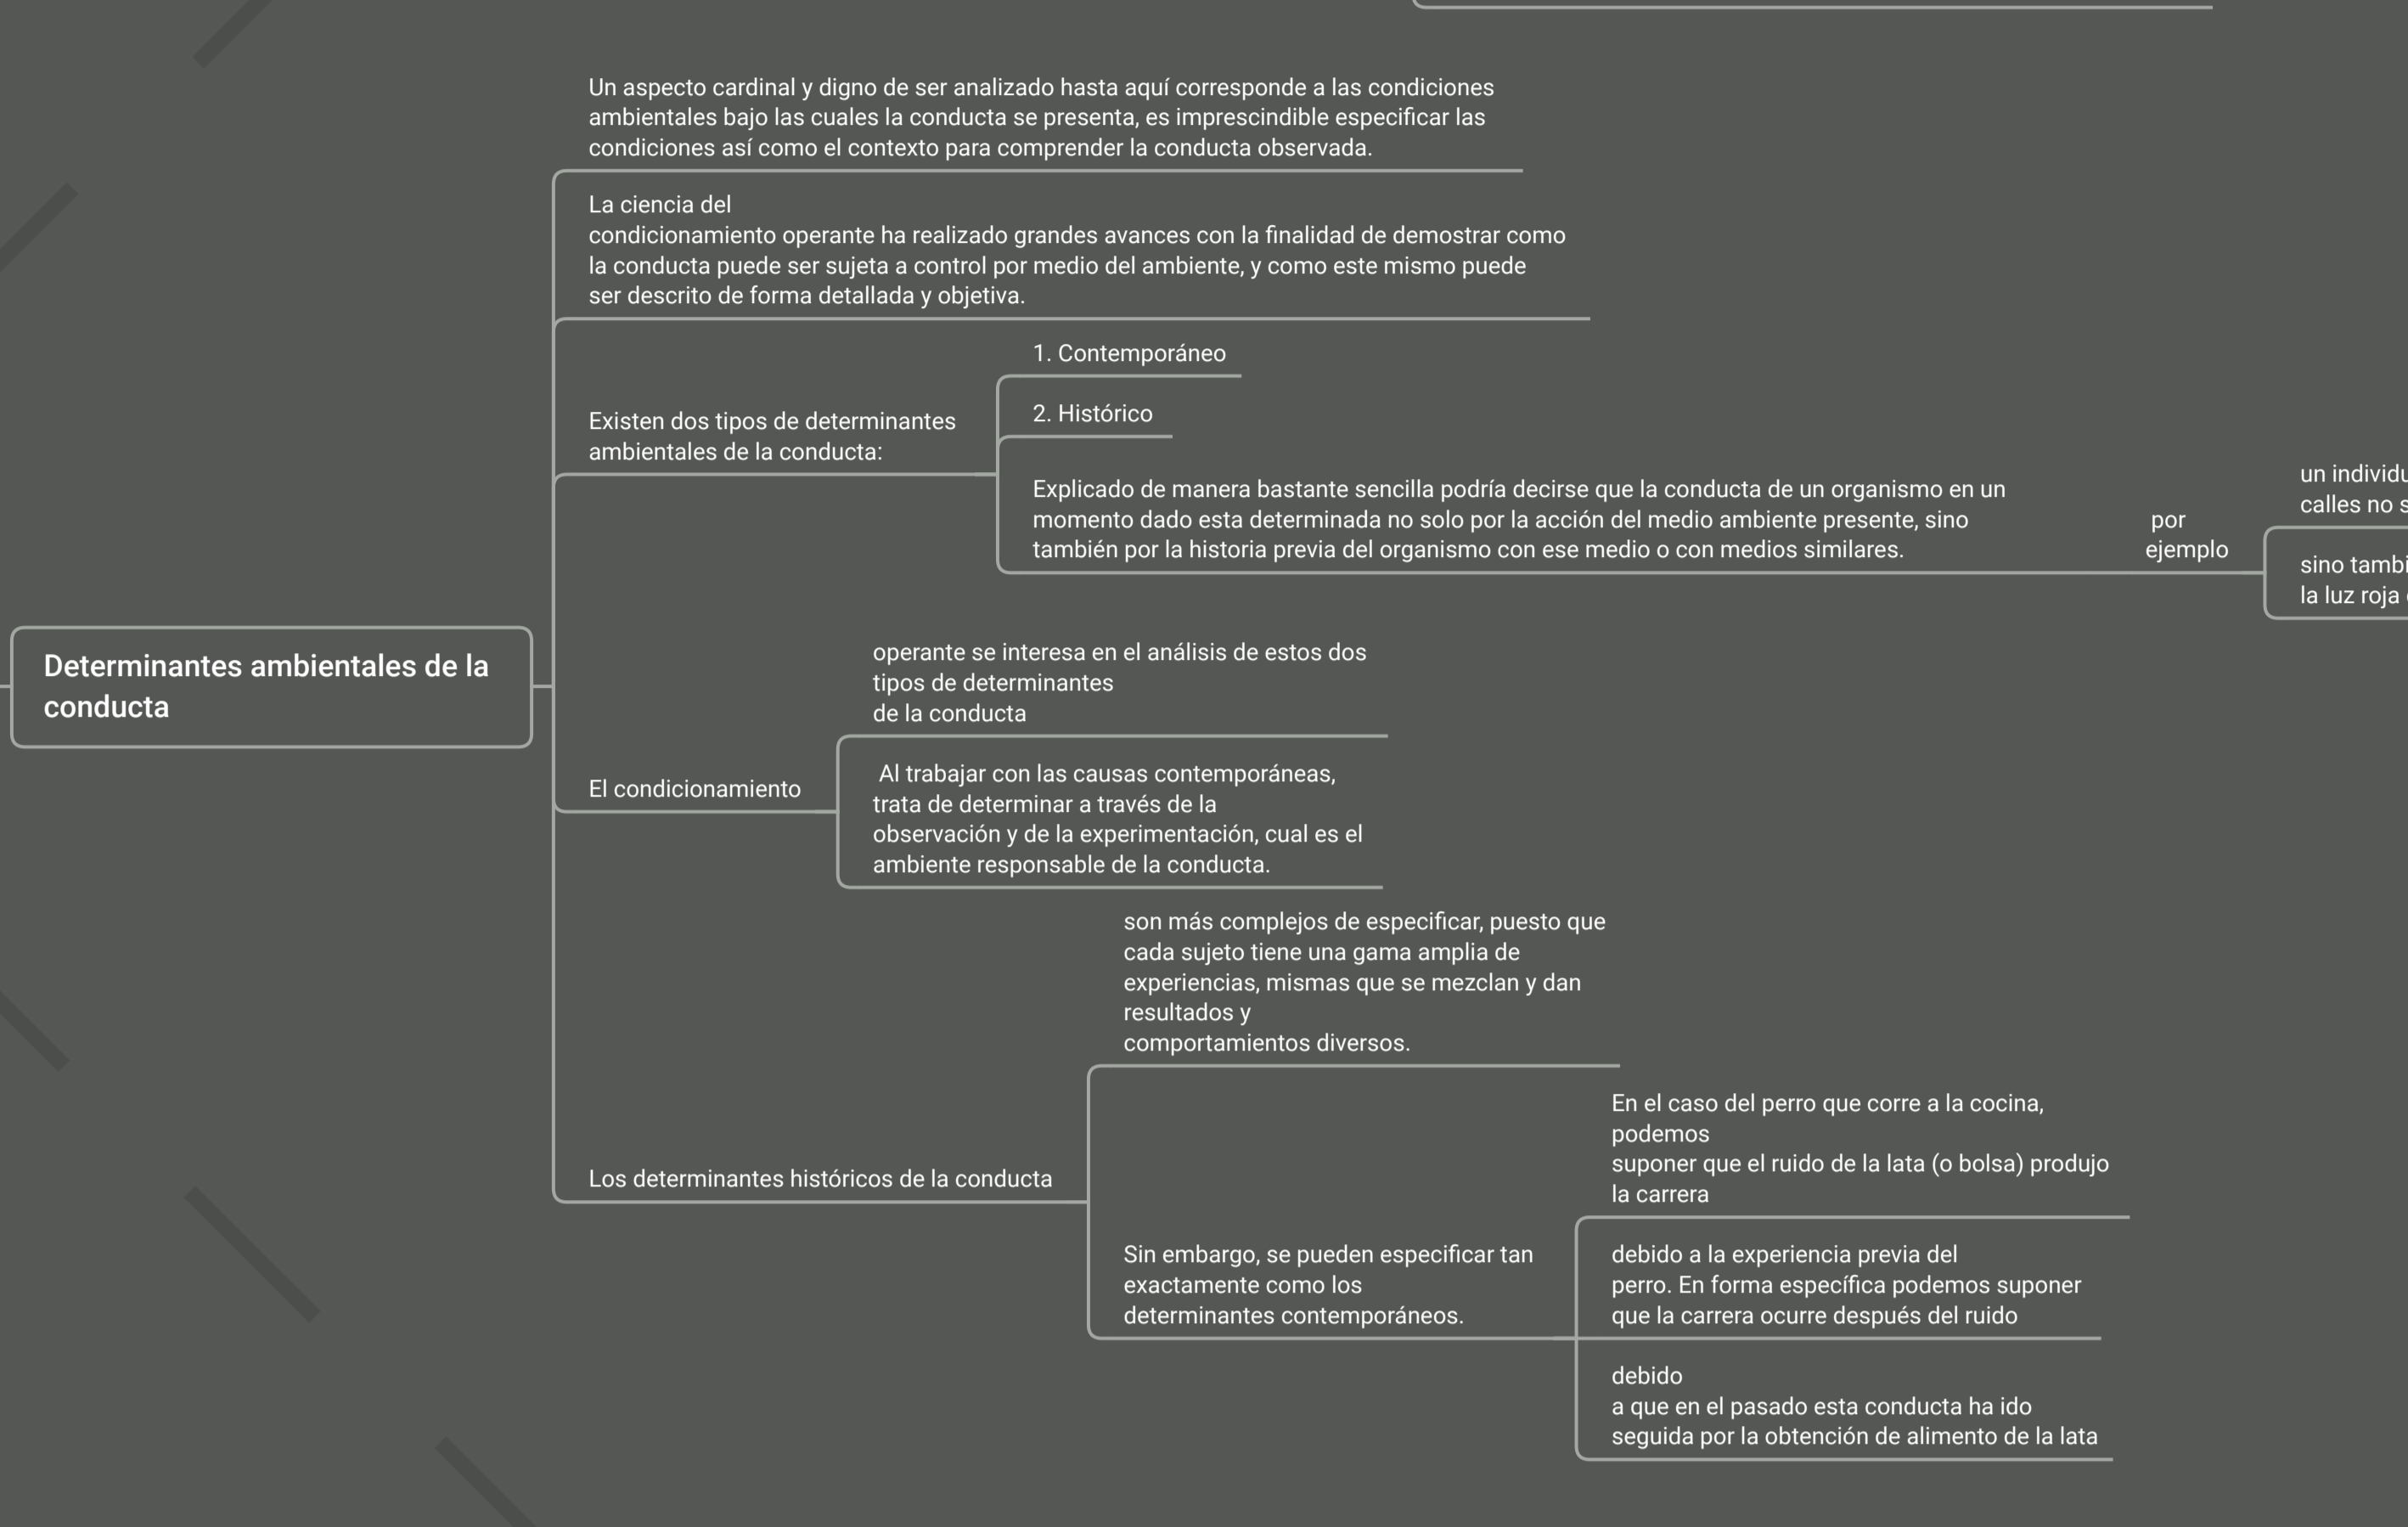 Un aspecto cardinal y digno de ser analizado hasta aquí corresponde a las condiciones
ambientales bajo las cuales la conducta se presenta, es imprescindible especificar las
condiciones así como el contexto para comprender la conducta observada.
La ciencia del
condicionamiento operante ha realizado grandes avances con la finalidad de demostrar como
la conducta puede ser sujeta a control por medio del ambiente, y como este mismo puede
ser descrito de forma detallada y objetiva.
Existen dos tipos de determinantes
ambientales de la conducta:
1. Contemporáneo
2. Histórico
Explicado de manera bastante sencilla podría decirse que la conducta de un organismo en un
momento dado esta determinada no solo por la acción del medio ambiente presente, sino
también por la historia previa del organismo con ese medio o con medios similares.
por
ejemplo
un
calles no
sino
la luz roja
Determinantes ambientales de la
conducta
El condicionamiento
operante se interesa en el análisis de estos dos
tipos de determinantes
de la conducta
Al trabajar con las causas contemporáneas,
trata de determinar a través de la
observación y de la experimentación, cual es el
ambiente responsable de la conducta.
Los determinantes históricos de la conducta
son más complejos de especificar, puesto que
cada sujeto tiene una gama amplia de
experiencias, mismas que se mezclan y dan
resultados y
comportamientos diversos.
Sin embargo, se pueden especificar tan
exactamente como los
determinantes contemporáneos.
En el caso del perro que corre a la cocina,
podemos
suponer que el ruido de la lata (o bolsa) produjo
la carrera
debido a la experiencia previa del
perro. En forma específica podemos suponer
que la carrera ocurre después del ruido
debido
a que en el pasado esta conducta ha ido
seguida por la obtención de alimento de la lata